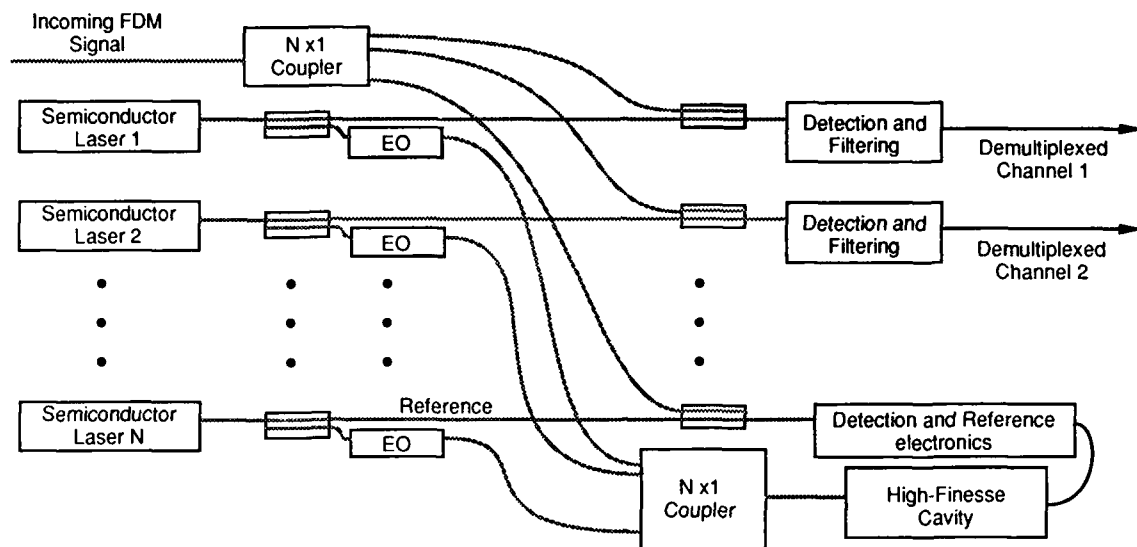 Incoming FDM
Signal
N x1
Coupler
Semiconductor
Laser 1
EO
Detection and
Filtering
Demultiplexed
Channel 1
Semiconductor
Laser 2
EO
Detection and
Filtering
Demultiplexed
Channel 2
Semiconductor
Laser N
Reference
EO
Detection and Reference
electronics
N x1
Coupler
High-Finesse
Cavity